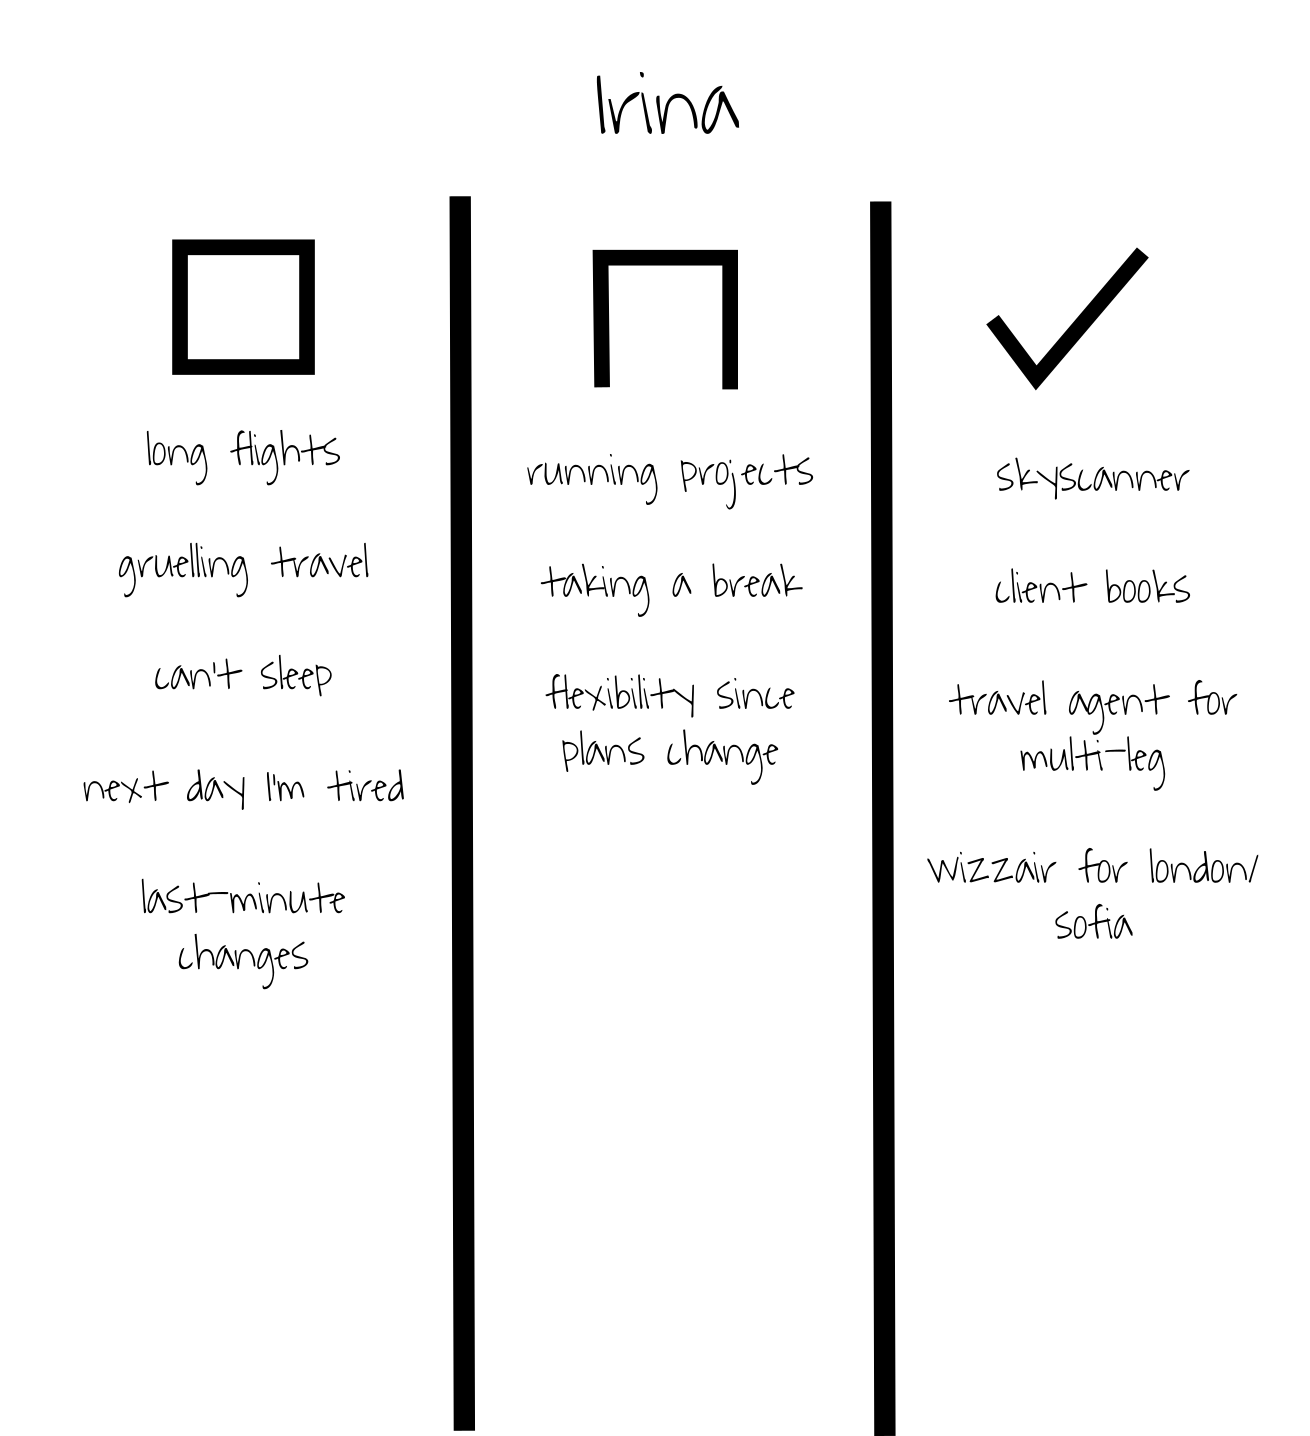 Irina
long flights
gruelling travel
can't sleep
next day I'm tired
last-minute
changes
running projects
taking a break
flexibility since
plans change
skyscanner
client books
travel agent for
multi-leg
wizzair for london/
sofia